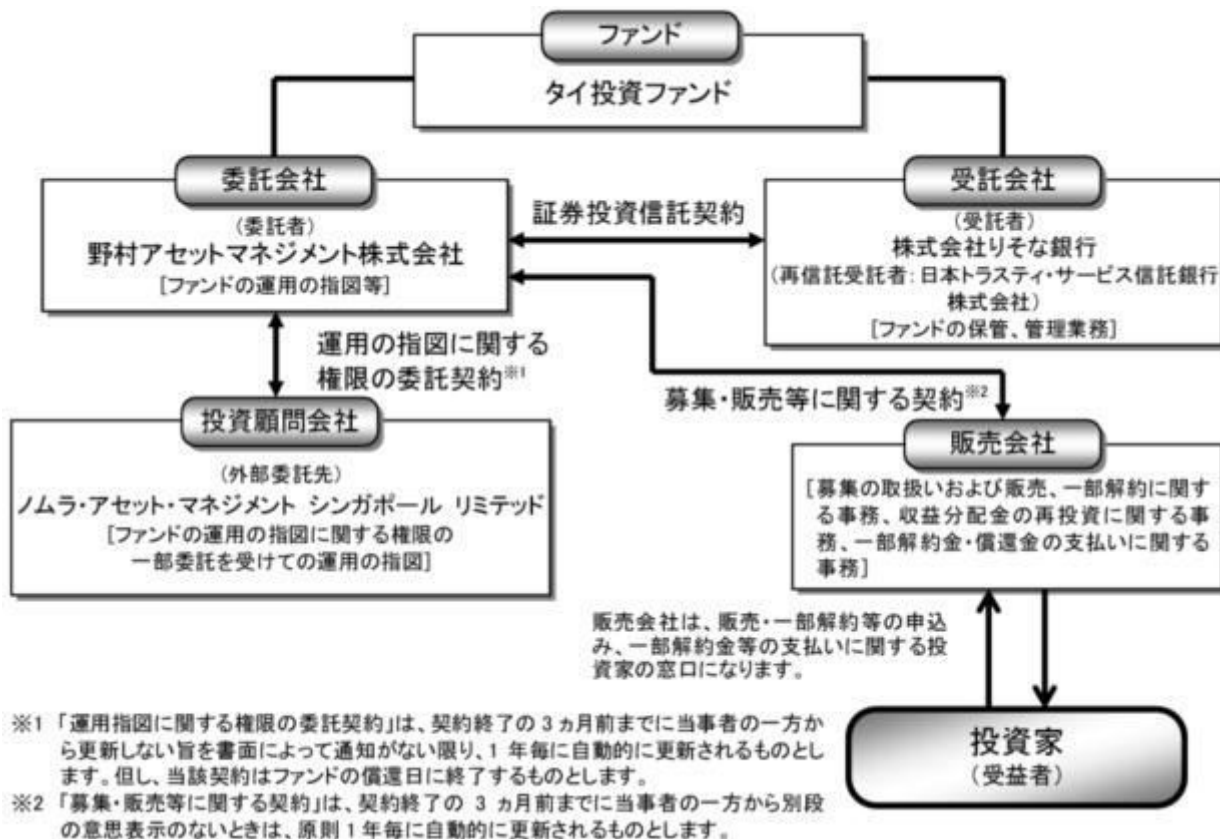 ファンド
タイ投資ファンド
委託会社
(委託者)
野村アセットマネジメント株式会社
[ファンドの運用の指図等]
証券投資信託契約
受託会社
(受託者)
株式会社りそな銀行
(再信託受託者:日本トラスティ・サービス信託銀行
株式会社)
[ファンドの保管、管理業務]
運用の指図に関する
権限の委託契約※1
募集・販売等に関する契約※2
投資顧問会社
(外部委託先)
ノムラ・アセット・マネジメント シンガポール リミテッド
[ファンドの運用の指図に関する権限の
一部委託を受けての運用の指図]
販売会社
[募集の取扱いおよび販売、一部解約に関す
る事務、収益分配金の再投資に関する事
務、一部解約金・償還金の支払いに関する
事務]
販売会社は、販売・一部解約等の申込
み、一部解約金等の支払いに関する投
資家の窓口になります。
投資家
(受益者)
※1 「運用指図に関する権限の委託契約」は、契約終了の3ヵ月前までに当事者の一方か
ら更新しない旨を書面によって通知がない限り、1年毎に自動的に更新されるものとし
ます。但し、当該契約はファンドの償還日に終了するものとします。
※2 「募集・販売等に関する契約」は、契約終了の 3 ヵ月前までに当事者の一方から別段
の意思表示のないときは、原則1年毎に自動的に更新されるものとします。